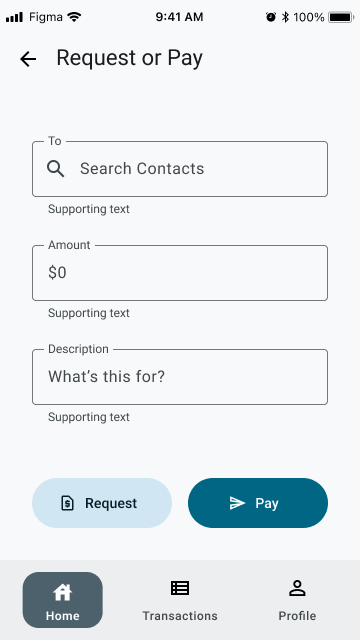 Figma 9:41 AM 100%
Request or Pay
To
Search Contacts
Supporting text
Amount
$0
Supporting text
Description
What’s this for?
Supporting text
Request Pay
Home Transactions Profile